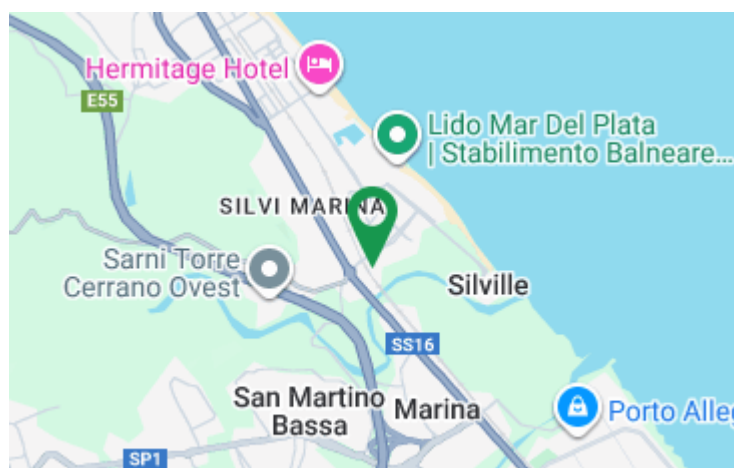 Hermitage Hotel
E55
Lido Mar Del Plata
| Stabilimento Balneare...
SILVI MARINA
Sarni Torre
Cerrano Ovest
Silville
SS16
San Martino
Bassa
Marina
Porto Alleg
SP1